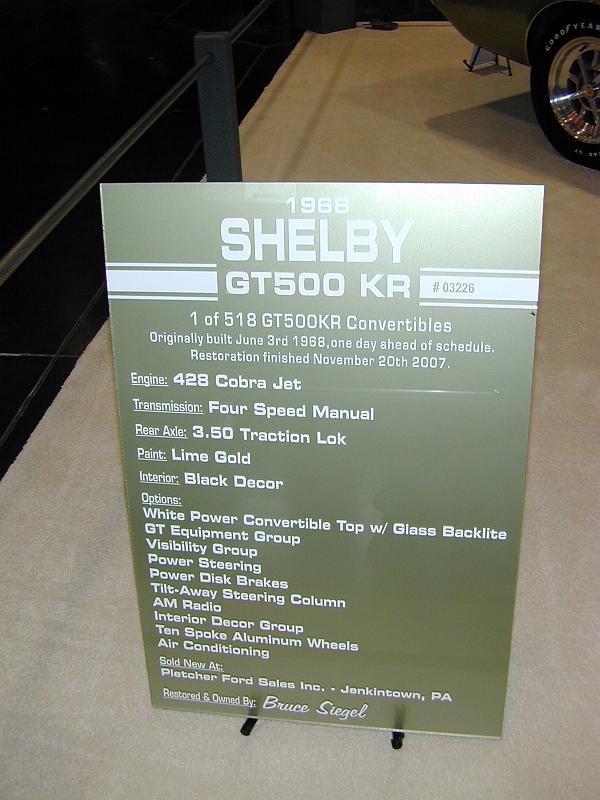 GOODYEAR
1968
SHELBY
GT500 KR
# 03226
1 of 518 GT500KR Convertibles
Originally built June 3rd 1968,one day ahead of schedule.
Restoration finished November 20th 2007.
Engine: 428 Cobra Jet
Transmission: Four Speed Manual
Rear Axle: 3.50 Traction Lok
Paint: Lime Gold
Interior: Black Decor
Options:
White Power Convertible Top w/ Glass Backlite
GT Equipment Group
Visibility Group
Power Steering
Power Disk Brakes
Tilt-Away Steering Column
AM Radio
Interior Decor Group
Ten Spoke Aluminum Wheels
Air Conditioning
Sold New At:
Pletcher Ford Sales Inc. - Jenkintown, PA
Restored & Owned By: Bruce Siegel